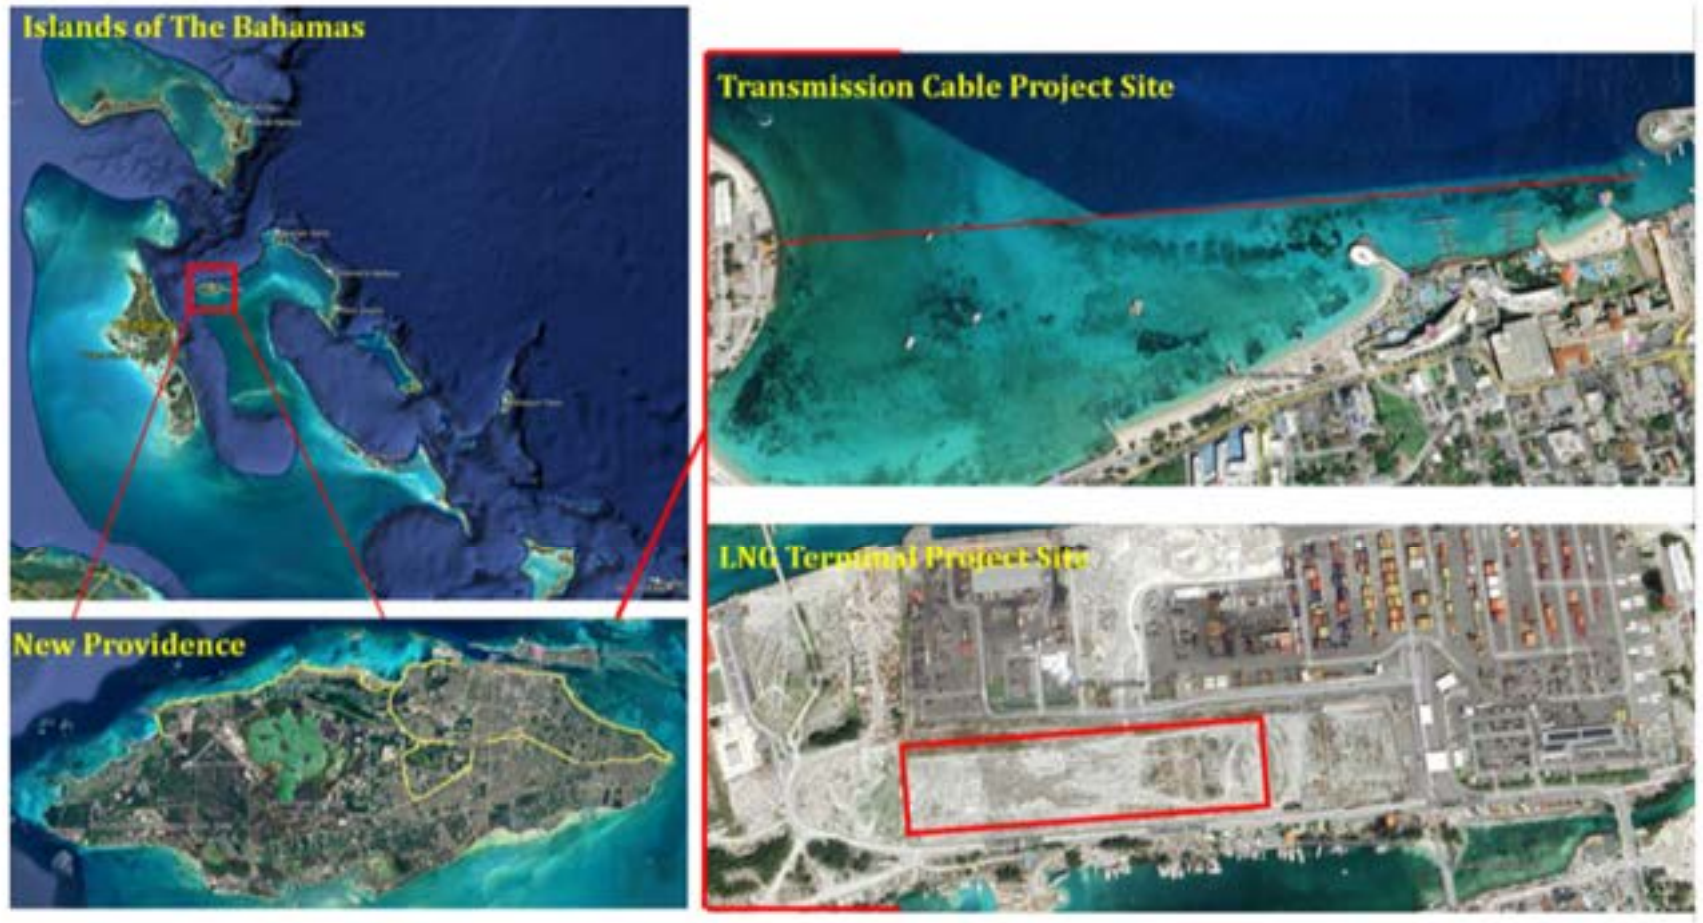 Islands of The Bahamas
Transmission Cable Project Site
LNG Terminal Project Site
New Providence